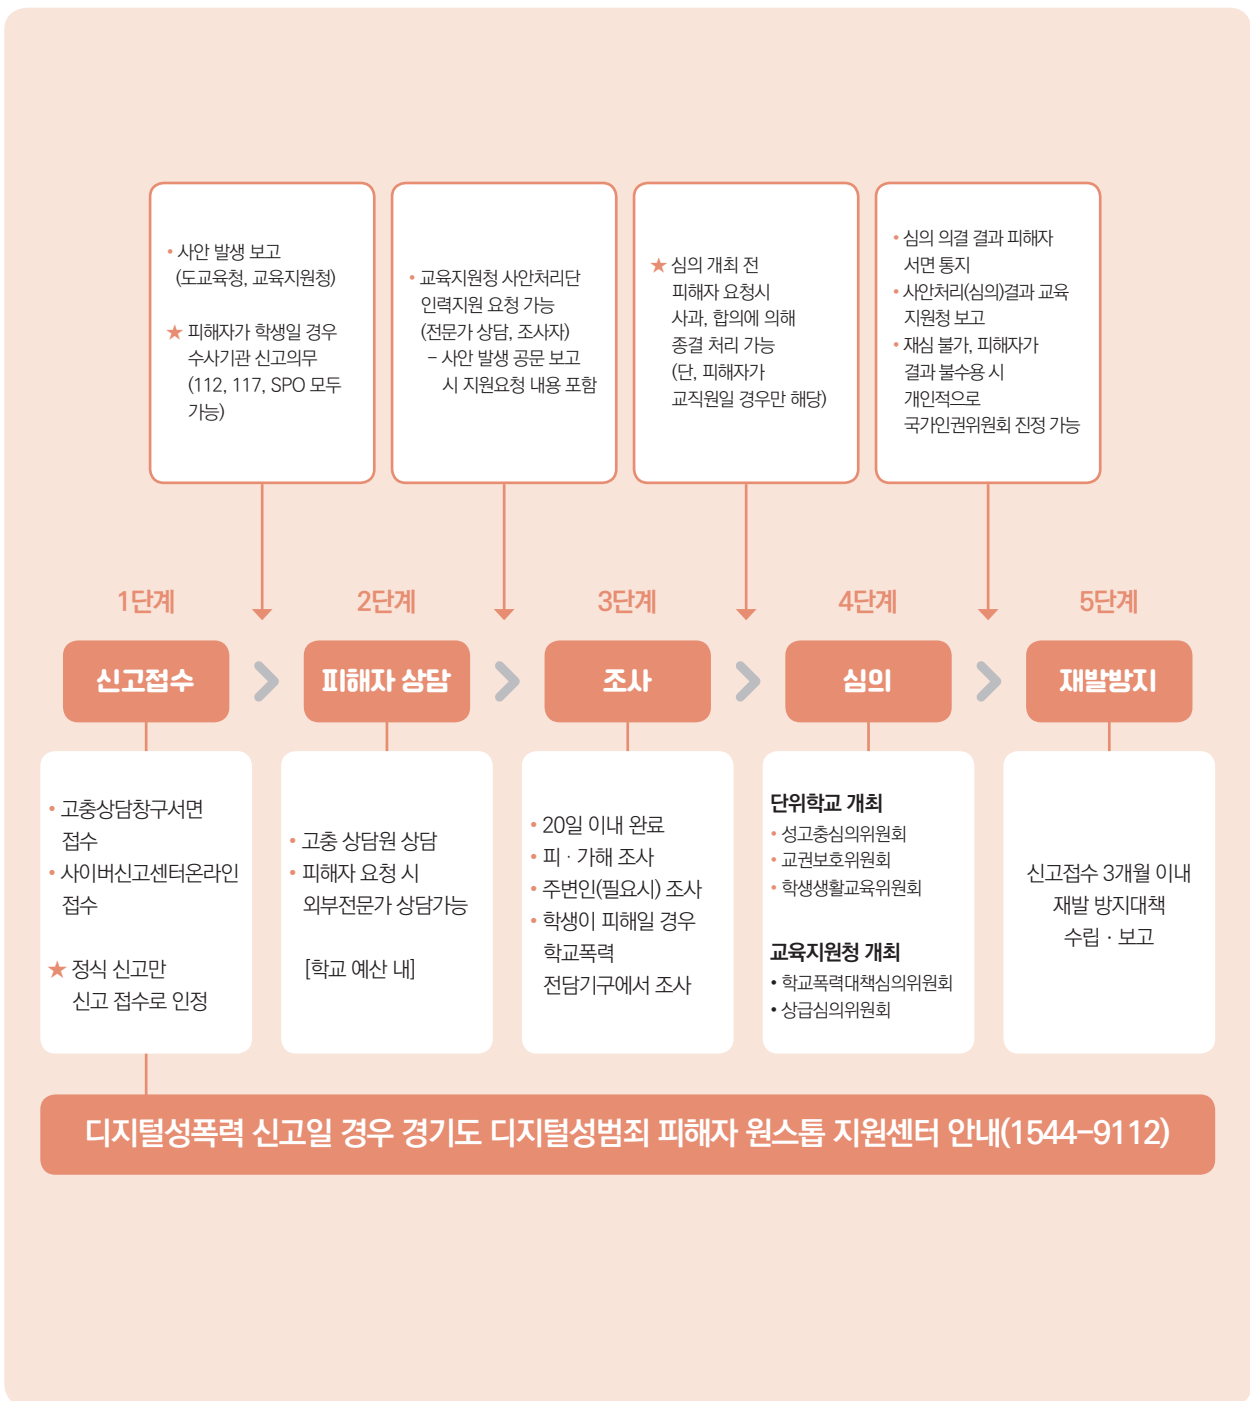 • 사안 발생 보고
(도교육청, 교육지원청)
★ 피해자가 학생일 경우
수사기관 신고의무
(112, 117, SPO 모두
가능)
• 교육지원청 사안처리단
인력지원 요청 가능
(전문가 상담, 조사자)
- 사안 발생 공문 보고
시 지원요청 내용 포함
★ 심의 개최 전
피해자 요청시
사과, 합의에 의해
종결 처리 가능
(단, 피해자가
교직원일 경우만 해당)
• 심의 의결 결과 피해자
서면 통지
• 사안처리(심의)결과 교육
지원청 보고
• 재심 불가, 피해자가
결과 불수용 시
개인적으로
국가인권위원회 진정 가능
1단계
2단계
3단계
4단계
5단계
신고접수
피해자 상담
조사
심의
재발방지
• 고충상담창구서면
접수
• 사이버신고센터온라인
접수
★ 정식 신고만
신고 접수로 인정
• 고충 상담원 상담
• 피해자 요청 시
외부전문가 상담가능
[학교 예산 내]
• 20일 이내 완료
• 피 · 가해 조사
• 주변인(필요시) 조사
• 학생이 피해일 경우
학교폭력
전담기구에서 조사
단위학교 개최
• 성고충심의위원회
• 교권보호위원회
• 학생생활교육위원회
교육지원청 개최
• 학교폭력대책심의위원회
• 상급심의위원회
신고접수 3개월 이내
재발 방지대책
수립 · 보고
디지털성폭력 신고일 경우 경기도 디지털성범죄 피해자 원스톱 지원센터 안내(1544-9112)